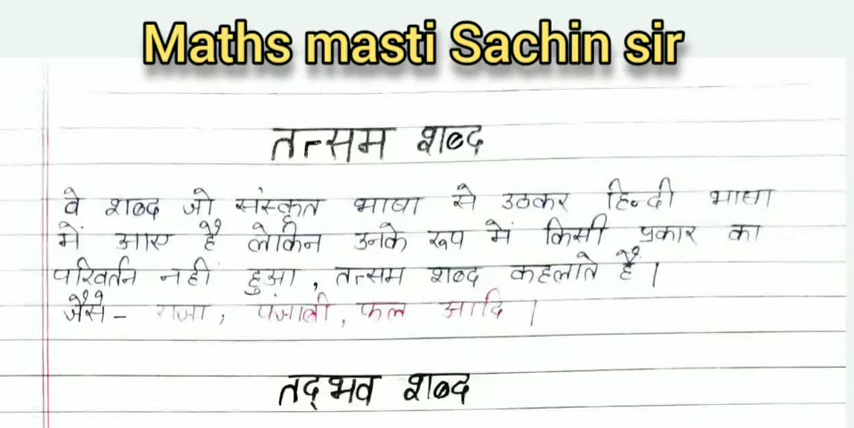 Maths masti Sachin sir
तत्सम शब्द
वे शब्द जो संस्कृत भाषा से उठकर हिन्दी भाषा
में आए है लेकिन उनके रूप में किसी प्रकार का
परिवर्तन नहीं हुआ, तत्सम शब्द कहलाते है।
जैसे - राजा, पंजाली, फल आदि।
तद्भव शब्द